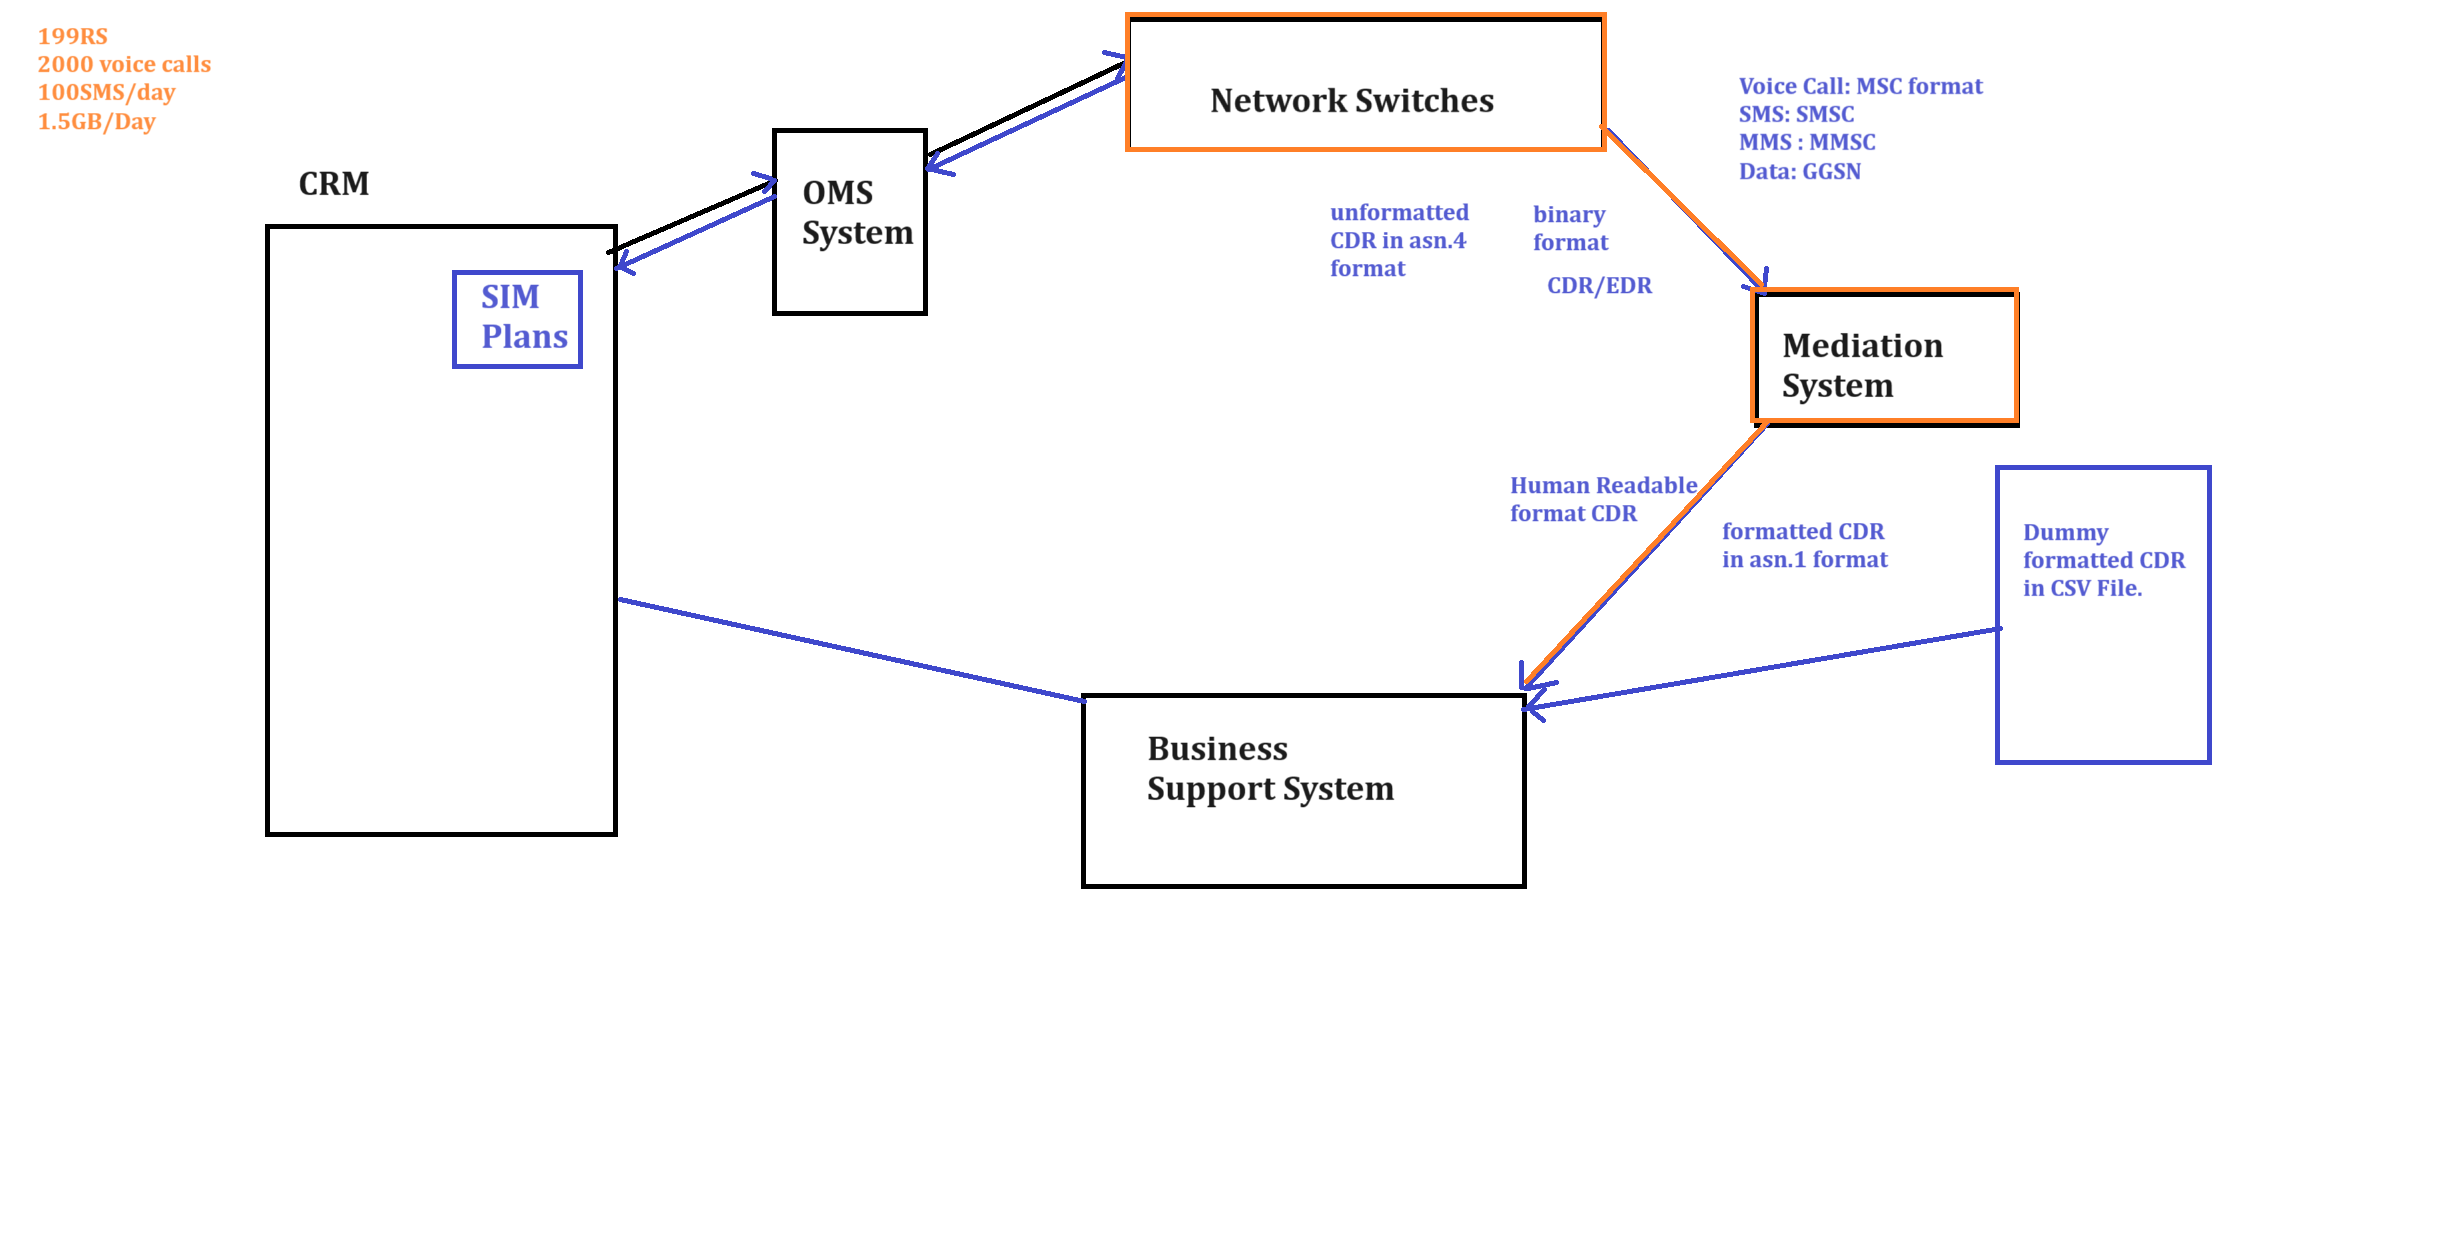 199RS
2000 voice calls
100SMS/day
1.5GB/Day
Network Switches
Voice Call: MSC format
SMS: SMSC
MMS : MMSC
Data: GGSN
CRM
OMS
System
unformatted
CDR in asn.4
format
binary
format
CDR/EDR
SIM
Plans
Mediation
System
Human Readable
format CDR
formatted CDR
in asn.1 format
Dummy
formatted CDR
in CSV File.
Business
Support System